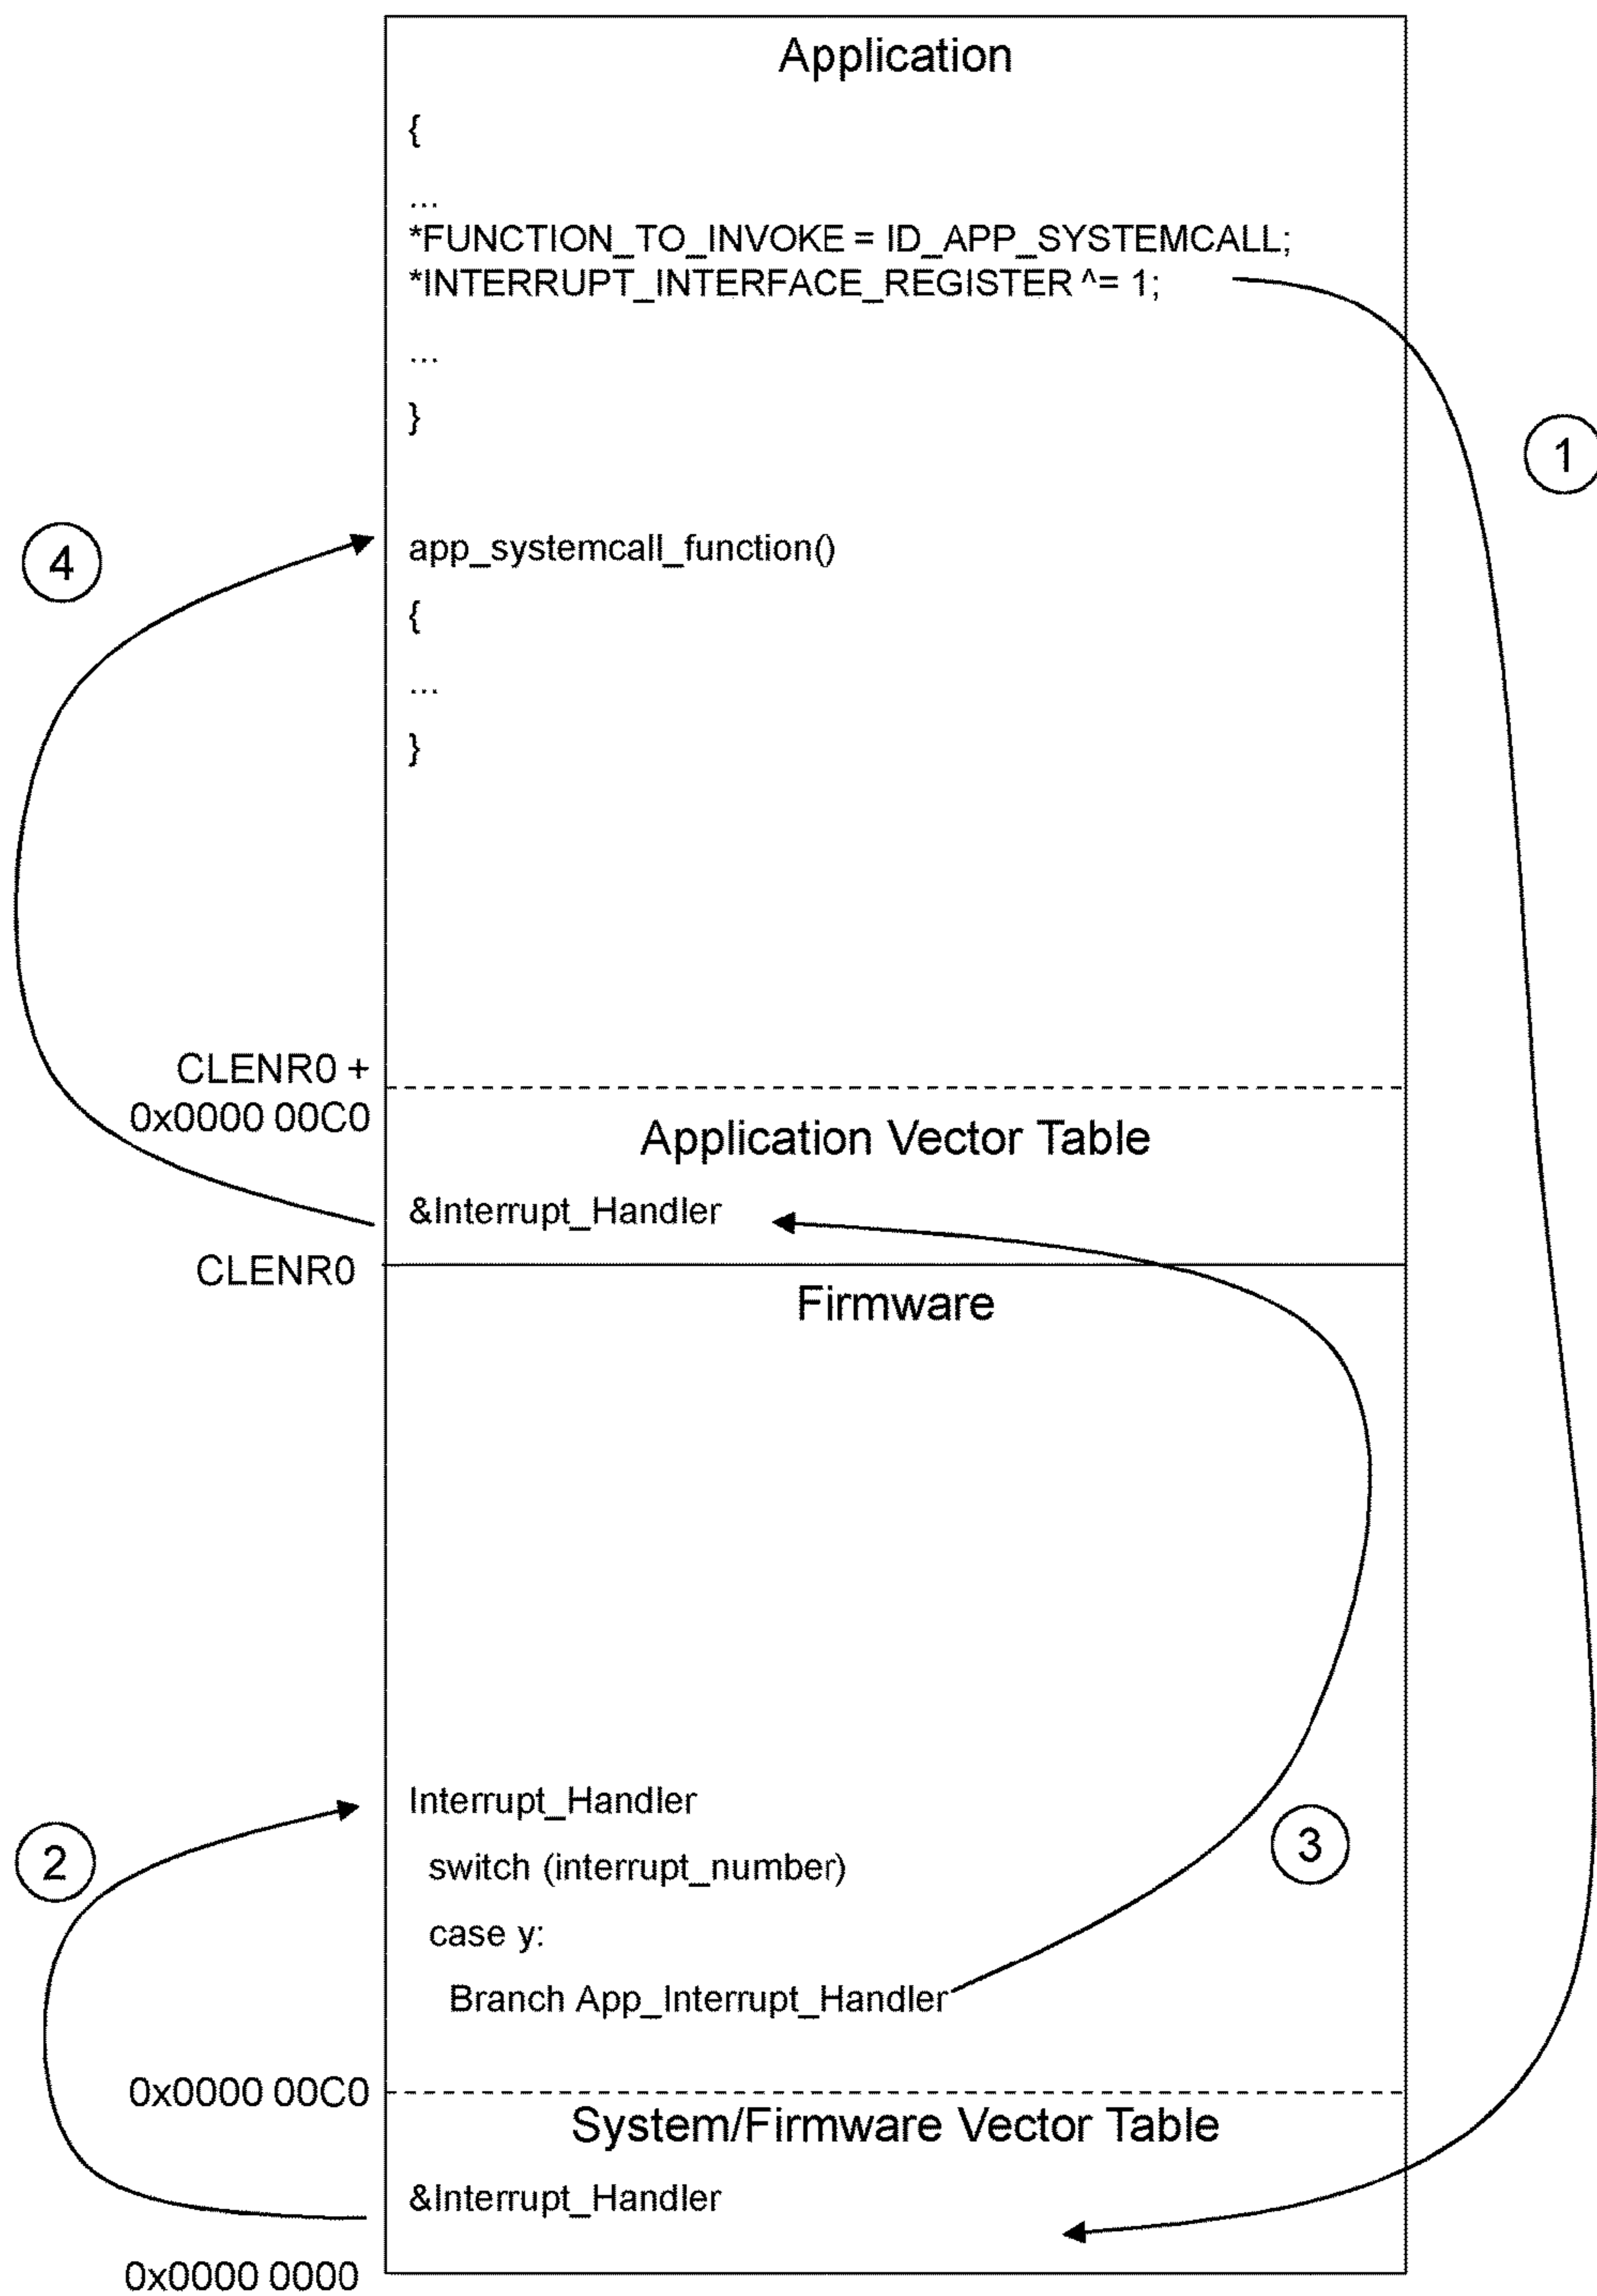 Application
{
...
*FUNCTION_TO_INVOKE = ID_APP_SYSTEMCALL;
*INTERRUPT_INTERFACE_REGISTER ^= 1;
...
}
1
4
app_systemcall_function()
{
...
}
CLENR0 +
0x0000 00C0
Application Vector Table
&Interrupt_Handler
CLENR0
Firmware
Interrupt_Handler
2
3
switch (interrupt_number)
case y:
Branch App_Interrupt_Handler
0x0000 00C0
System/Firmware Vector Table
&Interrupt_Handler
0x0000 0000